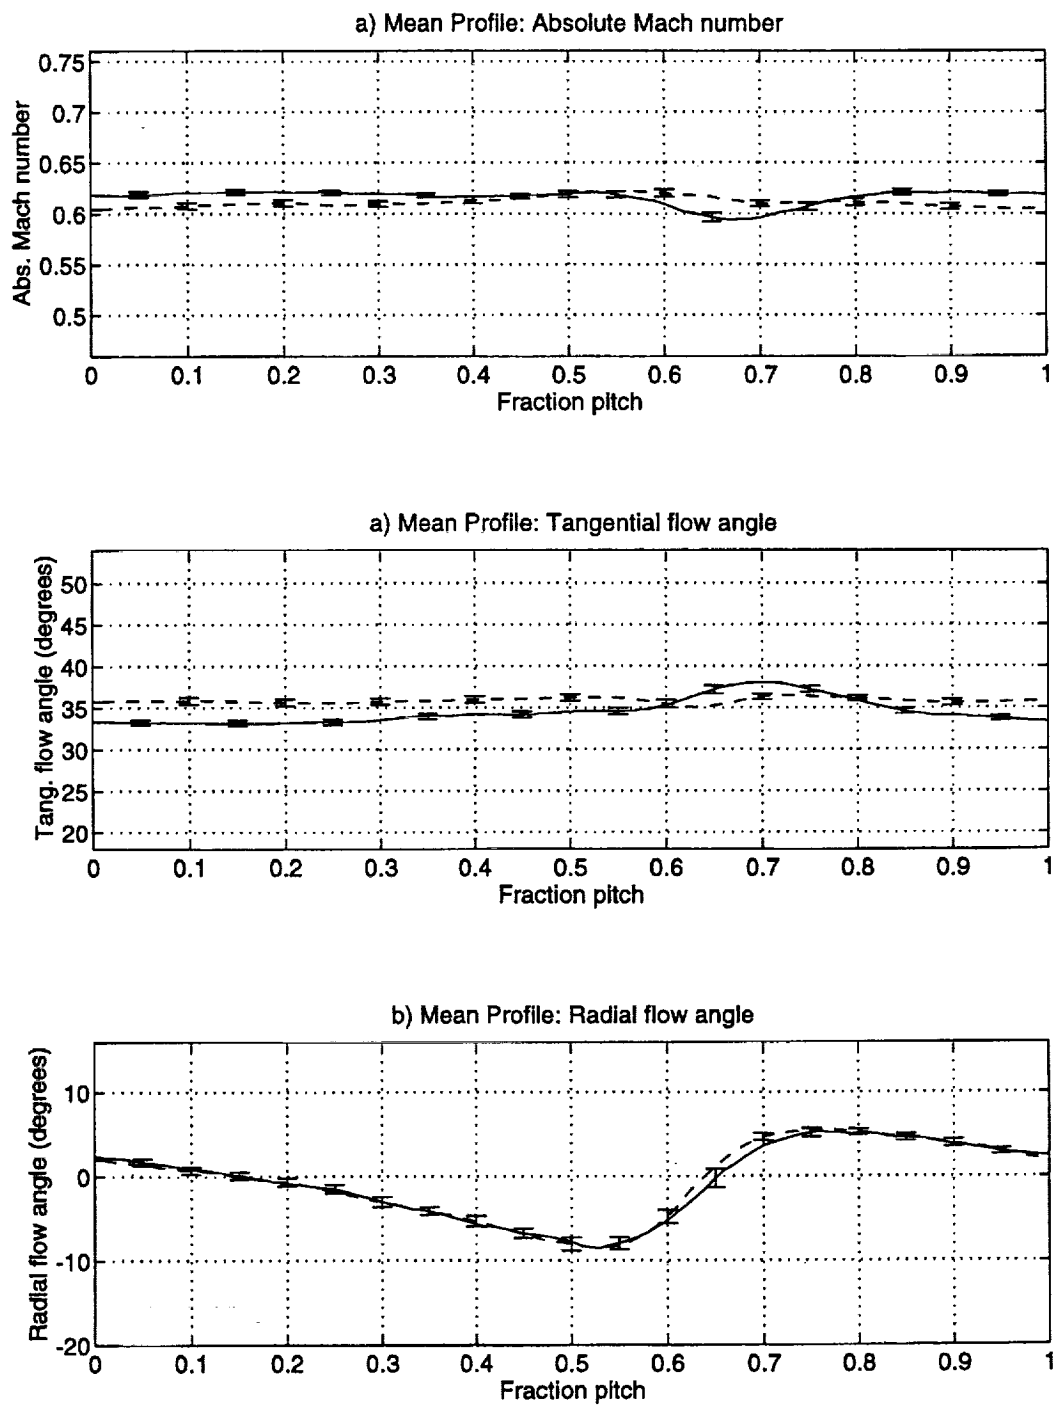 a) Mean Profile: Absolute Mach number
Abs. Mach number
0.75
0.7
0.65
0.6
0.55
0.5
0 0.1 0.2 0.3 0.4 0.5 0.6 0.7 0.8 0.9 1
Fraction pitch
a) Mean Profile: Tangential flow angle
Tang. flow angle (degrees)
50
45
40
35
30
25
20
0 0.1 0.2 0.3 0.4 0.5 0.6 0.7 0.8 0.9 1
Fraction pitch
b) Mean Profile: Radial flow angle
Radial flow angle (degrees)
10
0
-10
-20
0 0.1 0.2 0.3 0.4 0.5 0.6 0.7 0.8 0.9 1
Fraction pitch